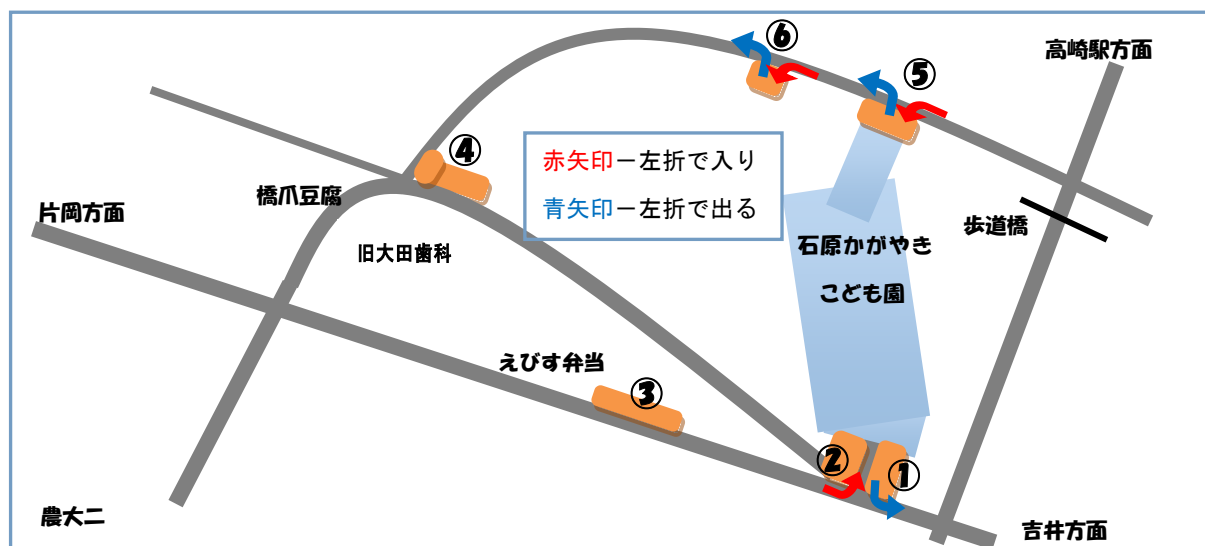 ⑥
高崎駅方面
⑤
赤矢印－左折で入り
④
青矢印－左折で出る
橋爪豆腐
片岡方面
歩道橋
旧大田歯科
石原かがやき
こども園
えびす弁当
③
②
①
農大二
吉井方面